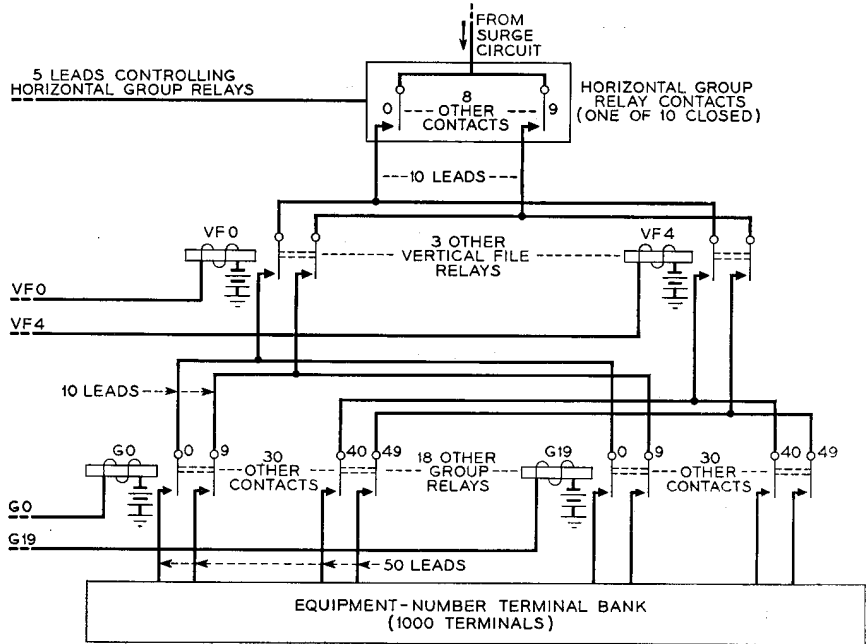 FROM
SURGE
CIRCUIT
5 LEADS CONTROLLING
HORIZONTAL GROUP RELAYS
0
8
OTHER
CONTACTS
9
HORIZONTAL GROUP
RELAY CONTACTS
(ONE OF 10 CLOSED)
10 LEADS
VF0
3 OTHER
VERTICAL FILE
RELAYS
VF4
VF0
VF4
10 LEADS
G0
0
9
30
OTHER
CONTACTS
40
49
18 OTHER
GROUP
RELAYS
G19
0
9
30
OTHER
CONTACTS
40
49
G0
G19
50 LEADS
EQUIPMENT-NUMBER TERMINAL BANK
(1000 TERMINALS)